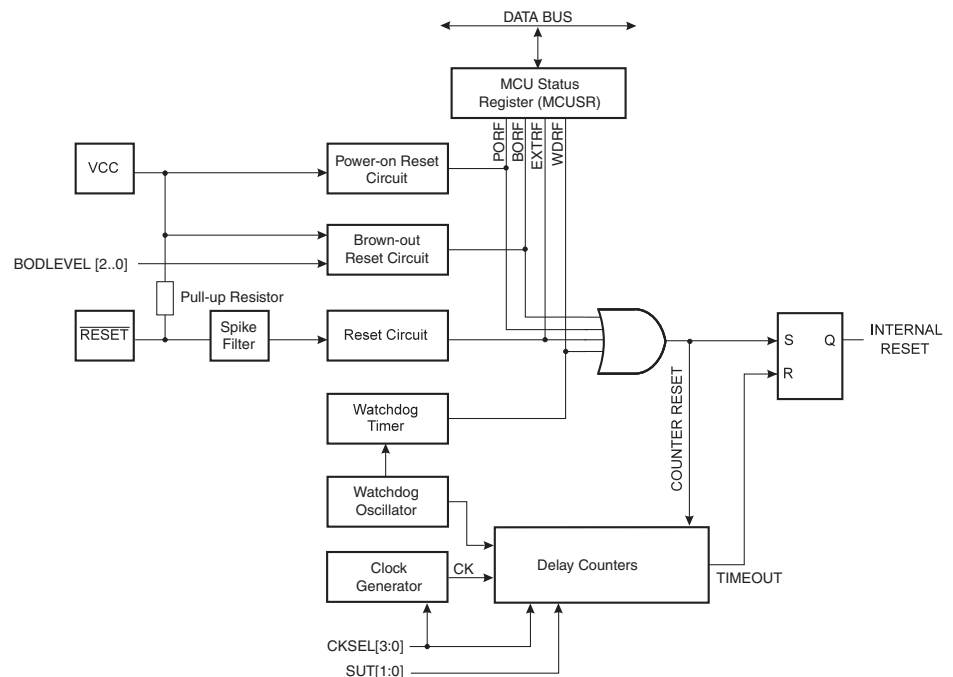 DATA BUS
MCU Status
Register (MCUSR)
PORF
BORF
EXTRF
WDRF
VCC
Power-on Reset
Circuit
Brown-out
Reset Circuit
BODLEVEL [2..0]
Pull-up Resistor
RESET
Spike
Filter
Reset Circuit
S
Q
R
INTERNAL
RESET
Watchdog
Timer
COUNTER RESET
Watchdog
Oscillator
Clock
Generator
CK
Delay Counters
TIMEOUT
CKSEL[3:0]
SUT[1:0]